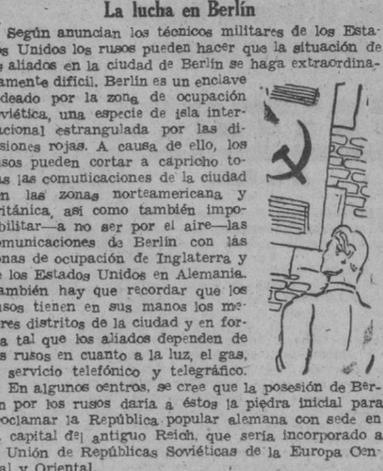 La lucha en Berlín
Según anuncian los técnicos militares de los Esta-
s Unidos los rusos pueden hacer que la situación de
s aliados en la ciudad de Berlín se haga extraordina-
amente difícil. Berlín es un enclave
deado por la zona de ocupación
viética, una especie de isla inter-
acional estrangulada por las di-
siones rojas. A causa de ello, los
sos pueden cortar a capricho to-
as las comunicaciones de la ciudad
n las zonas norteamericana y
itánica, así como también impo-
bilitar—a no ser por el aire—las
municaciones de Berlín con las
nas de ocupación de Inglaterra y
e los Estados Unidos en Alemania.
ambién hay que recordar que los
sos tienen en sus manos los me-
res distritos de la ciudad y en for-
a tal que los aliados dependen de
s rusos en cuanto a la luz, el gas,
servicio telefónico y telegráfico.
En algunos centros, se cree que la posesión de Ber-
n por los rusos daría a éstos la piedra inicial para
oclamar la República popular alemana con sede en
capital del antiguo Reich, que sería incorporado a
Unión de Repúblicas Soviéticas de la Europa Cen-
al y Oriental